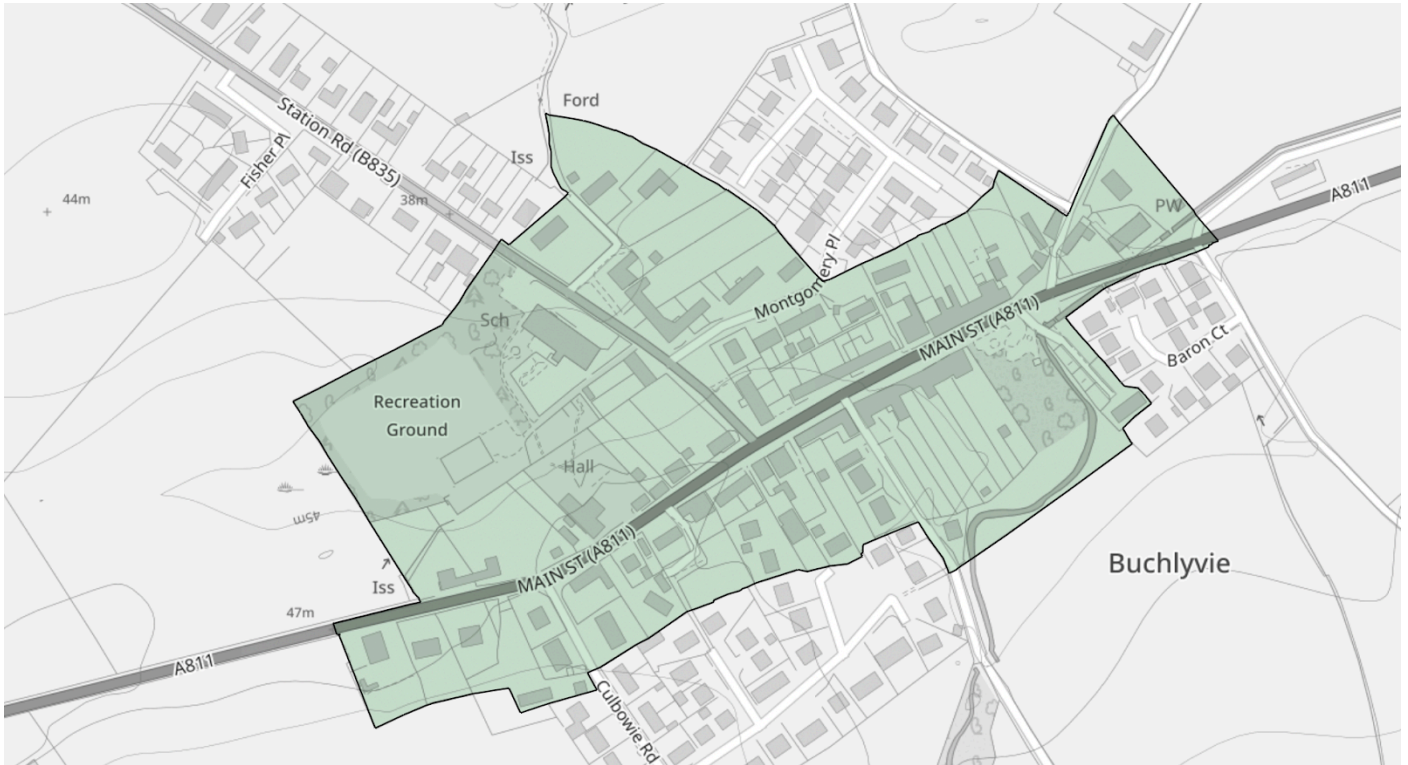 Ford
Station Rd (B835)
Iss
Fisher Pl
44m
38m
A811
PW
Montgomery Pl
Sch
MAIN ST (A811)
Baron Ct
Recreation
Ground
Hall
45m
MAIN ST (A811)
Buchlyvie
Iss
47m
A811
Culbowie Rd